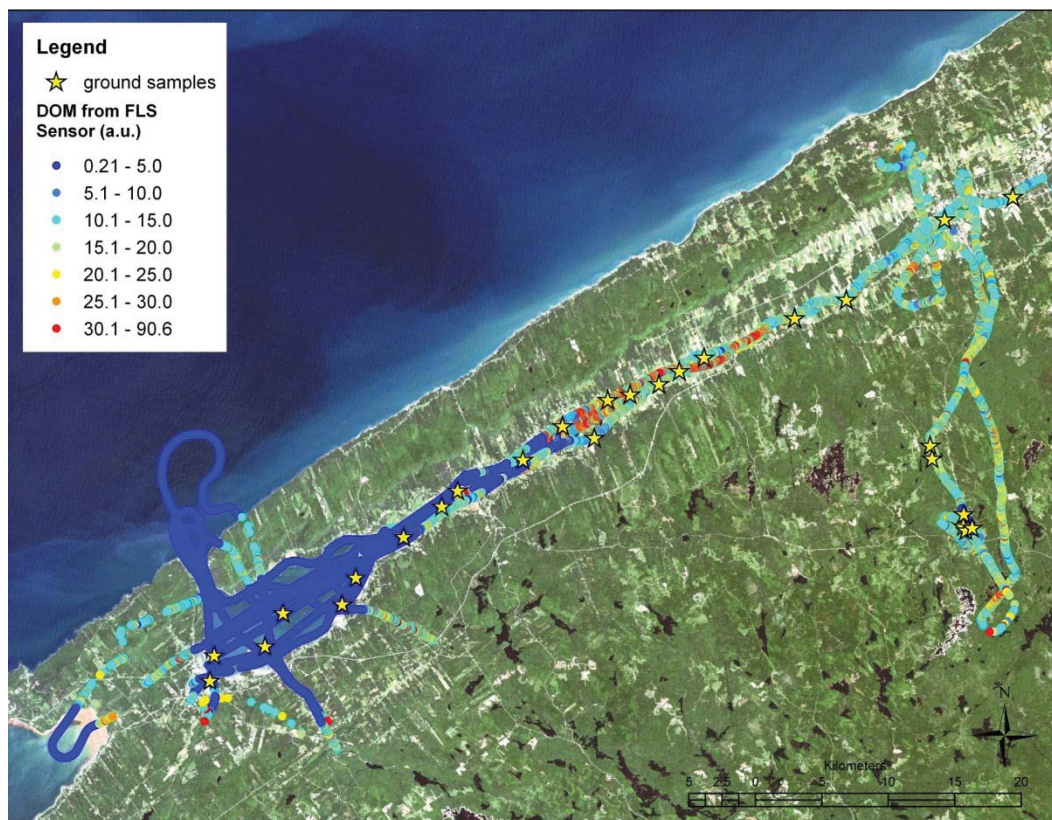 Legend
ground samples
DOM from FLS
Sensor (a.u.)
0.21 - 5.0
5.1 - 10.0
10.1 - 15.0
15.1 - 20.0
20.1 - 25.0
25.1 - 30.0
30.1 - 90.6
N
Kilometers
5 2.5 0 5 10 15 20